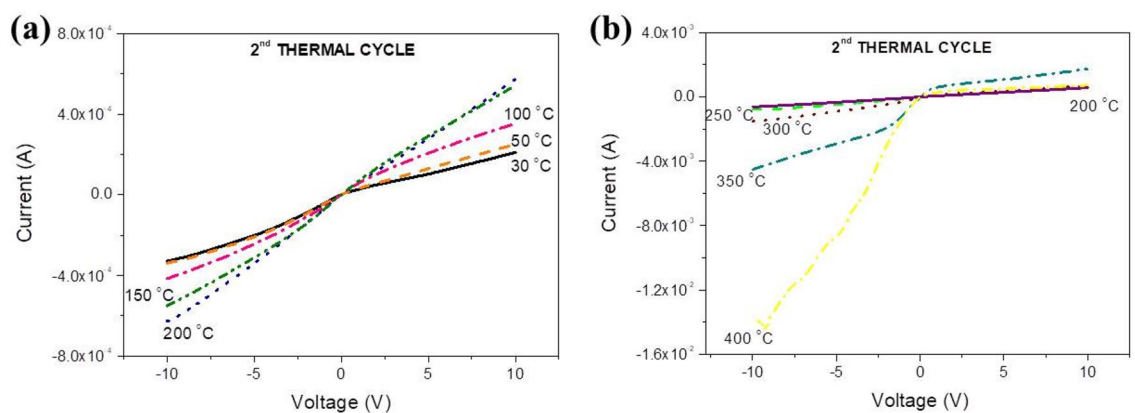 (a)
2nd THERMAL CYCLE
8.0x10-4
4.0x10-4
0.0
-4.0x10-4
-8.0x10-4
Current (A)
100 °C
50 °C
30 °C
150 °C
200 °C
-10 -5 0 5 10
Voltage (V)
(b)
2nd THERMAL CYCLE
4.0x10-3
0.0
-4.0x10-3
-8.0x10-3
-1.2x10-2
-1.6x10-2
Current (A)
250 °C
300 °C
200 °C
350 °C
400 °C
-10 -5 0 5 10
Voltage (V)